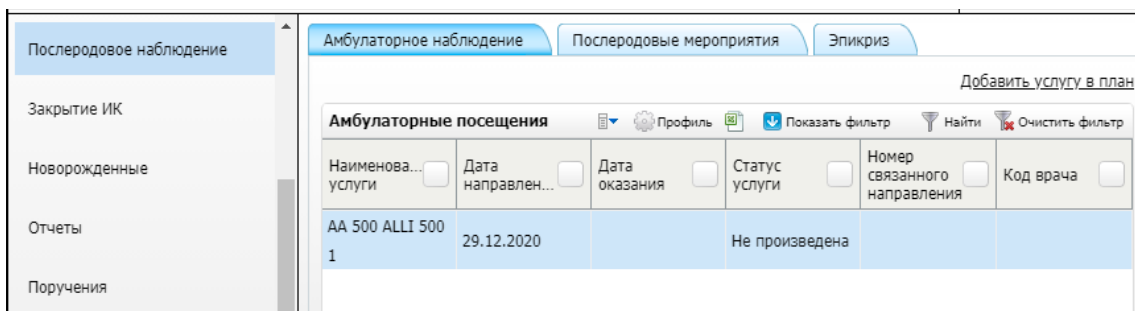 Послеродовое наблюдение
Закрытие ИК
Новорожденные
Отчеты
Поручения
Амбулаторное наблюдение
Послеродовые мероприятия
Эпикриз
Добавить услугу в план
Амбулаторные посещения
Профиль
Показать фильтр
Найти
Очистить фильтр
Наименова...
услуги
Дата
направлен...
Дата
оказания
Статус
услуги
Номер
связанного
направления
Код врача
AA 500 ALLI 500
1
29.12.2020
Не произведена